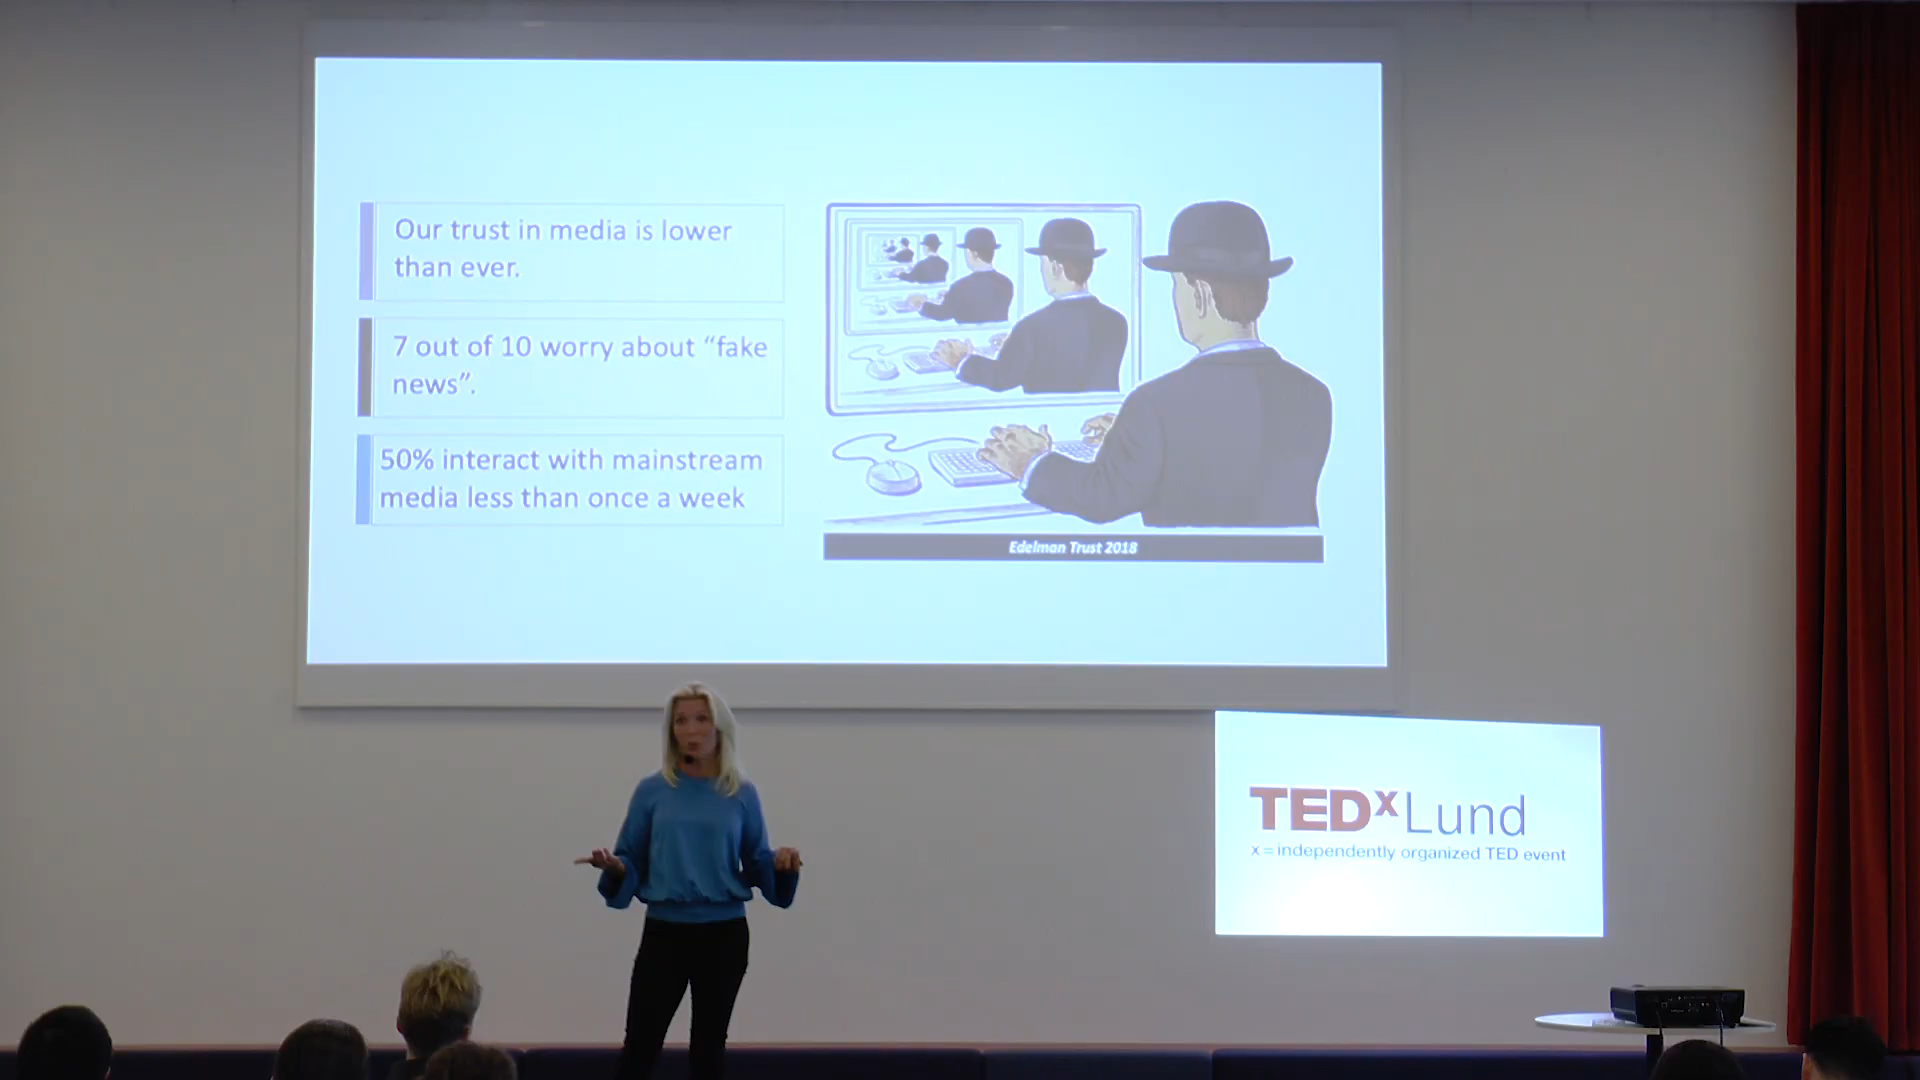 Our trust in media is lower
than ever.
7 out of 10 worry about “fake
news”.
50% interact with mainstream
media less than once a week
Edelman Trust 2018
TEDxLund
x = independently organized TED event